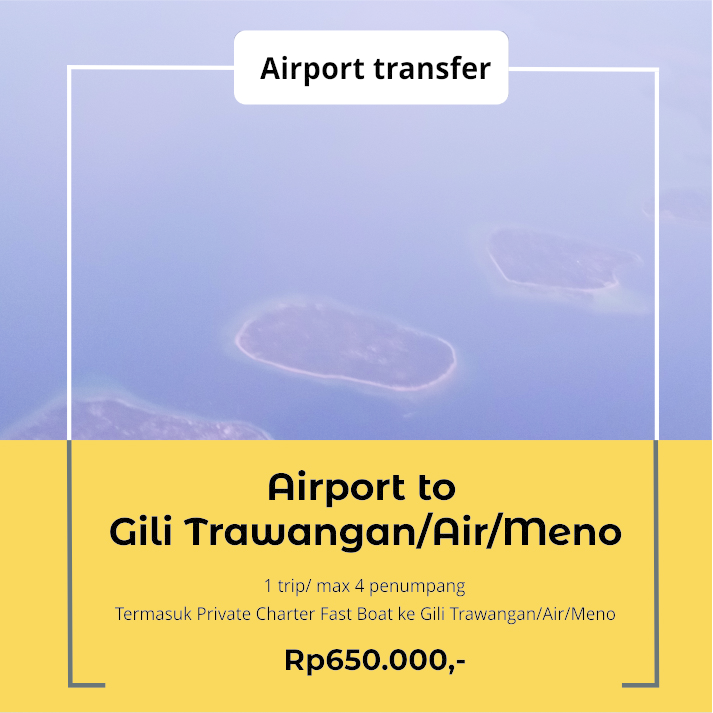 Airport transfer
Airport to
Gili Trawangan/Air/Meno
1 trip/ max 4 penumpang
Termasuk Private Charter Fast Boat ke Gili Trawangan/Air/Meno
Rp650.000,-